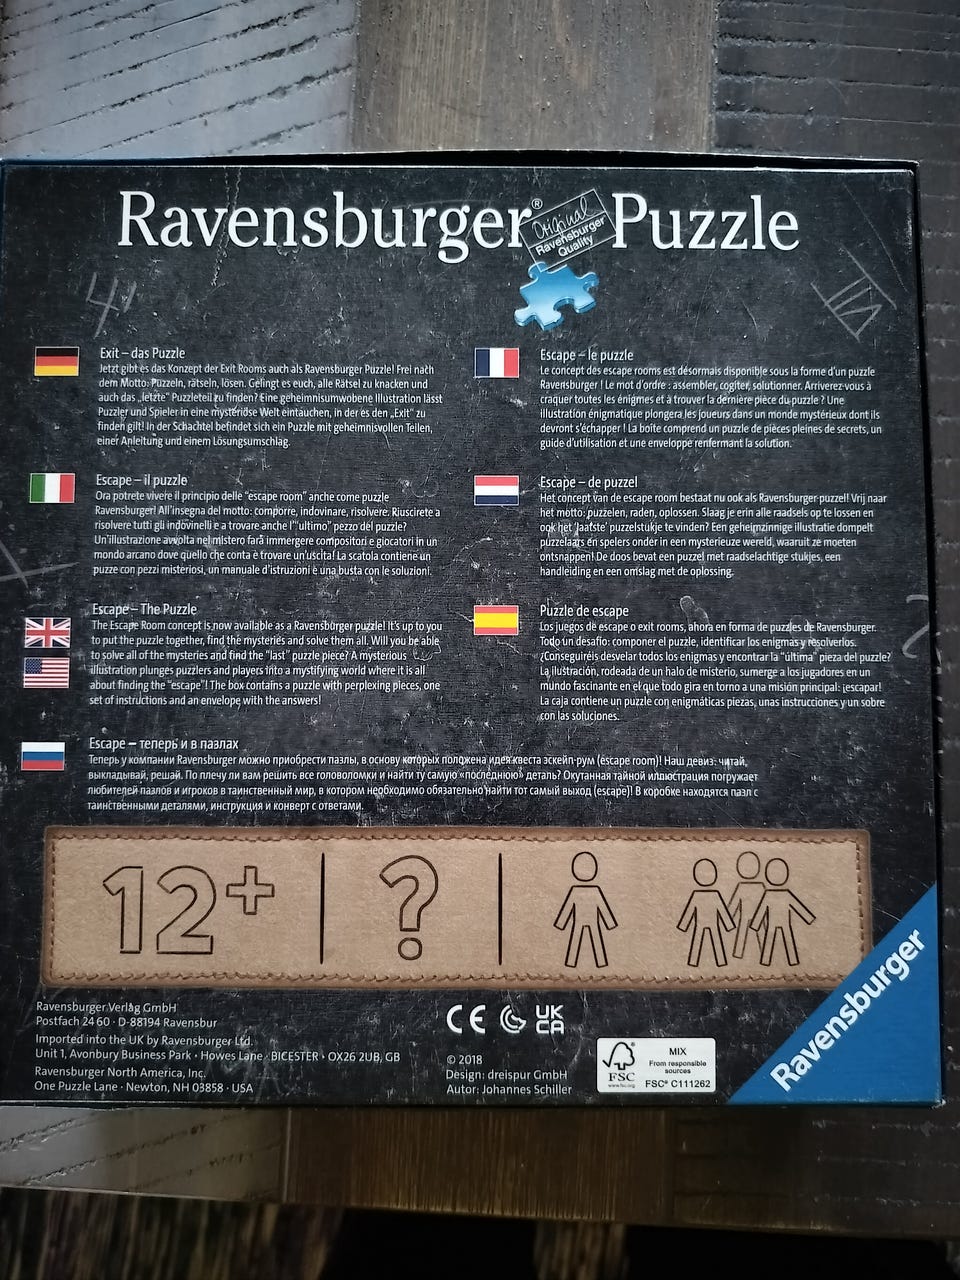 Ravensburger® Puzzle
Original
Ravensburger
Quality
Exit – das Puzzle
Jetzt gibt es das Konzept der Exit Rooms auch als Ravensburger Puzzle! Frei nach
dem Motto: Puzzeln, rätseln, lösen. Gelingt es euch, alle Rätsel zu knacken und
auch das „letzte“ Puzzleteil zu finden? Eine geheimnisumwobene Illustration lässt
Puzzler und Spieler in eine mysteriöse Welt eintauchen, in der es den „Exit“ zu
finden gilt! In der Schachtel befindet sich ein Puzzle mit geheimnisvollen Teilen,
einer Anleitung und einem Lösungsumschlag.
Escape – le puzzle
Le concept des escape rooms est désormais disponible sous la forme d'un puzzle
Ravensburger ! Le mot d'ordre : assembler, cogiter, solutionner. Arriverez-vous à
craquer toutes les énigmes et à trouver la dernière pièce du puzzle ? Une
illustration énigmatique plongera les joueurs dans un monde mystérieux dont ils
devront s'échapper ! La boîte comprend un puzzle de pièces pleines de secrets, un
guide d'utilisation et une enveloppe renfermant la solution.
Escape – il puzzle
Ora potrete vivere il principio delle “escape room” anche come puzzle
Ravensburger! All'insegna del motto: comporre, indovinare, risolvere. Riuscirete a
risolvere tutti gli indovinelli e a trovare anche l'“ultimo” pezzo del puzzle?
Un'illustrazione avvolta nel mistero farà immergere compositori e giocatori in un
mondo arcano dove quello che conta è trovare un'uscita! La scatola contiene un
puzze con pezzi misteriosi, un manuale d'istruzioni e una busta con le soluzioni.
Escape – de puzzel
Het concept van de escape room bestaat nu ook als Ravensburger puzzel! Vrij naar
het motto: puzzelen, raden, oplossen. Slaag je erin alle raadsels op te lossen en
ook het 'laatste' puzzelstukje te vinden? Een geheimzinnige illustratie dompelt
puzzelaars en spelers onder in een mysterieuze wereld, waaruit ze moeten
ontsnappen! De doos bevat een puzzel met raadselachtige stukjes, een
handleiding en een omslag met de oplossing.
Escape – The Puzzle
The Escape Room concept is now available as a Ravensburger puzzle! It's up to you
to put the puzzle together, find the mysteries and solve them all. Will you be able
to solve all of the mysteries and find the “last” puzzle piece? A mysterious
illustration plunges puzzlers and players into a mystifying world where it is all
about finding the “escape”! The box contains a puzzle with perplexing pieces, one
set of instructions and an envelope with the answers!
Puzzle de escape
Los juegos de escape o exit rooms, ahora en forma de puzzles de Ravensburger.
Todo un desafío: componer el puzzle, identificar los enigmas y resolverlos.
¿Conseguiréis desvelar todos los enigmas y encontrar la “última” pieza del puzzle?
La ilustración, rodeada de un halo de misterio, sumerge a los jugadores en un
mundo fascinante en el que todo gira en torno a una misión principal: ¡escapar!
La caja contiene un puzzle con enigmáticas piezas, unas instrucciones y un sobre
con las soluciones.
Escape – теперь и в пазлах
Теперь у компании Ravensburger можно приобрести пазлы, в основу которых положена идея квеста эскейп-рум (escape room)! Наш девиз: читай,
выкладывай, решай. По плечу ли вам решить все головоломки и найти ту самую «последнюю» деталь? Окутанная тайной иллюстрация погружает
любителей пазлов и игроков в таинственный мир, в котором необходимо обязательно найти тот самый выход (escape)! В коробке находятся пазл с
таинственными деталями, инструкция и конверт с ответами.
12+ ?
Ravensburger Verlag GmbH
Postfach 24 60 · D-88194 Ravensbur
Imported into the UK by Ravensburger Ltd.
Unit 1, Avonbury Business Park · Howes Lane · BICESTER · OX26 2UB, GB
Ravensburger North America, Inc.
One Puzzle Lane · Newton, NH 03858 · USA
CE UK
CA
© 2018
Design: dreispur GmbH
Autor: Johannes Schiller
FSC
www.fsc.org
MIX
From responsible
sources
FSC® C111262
Ravensburger